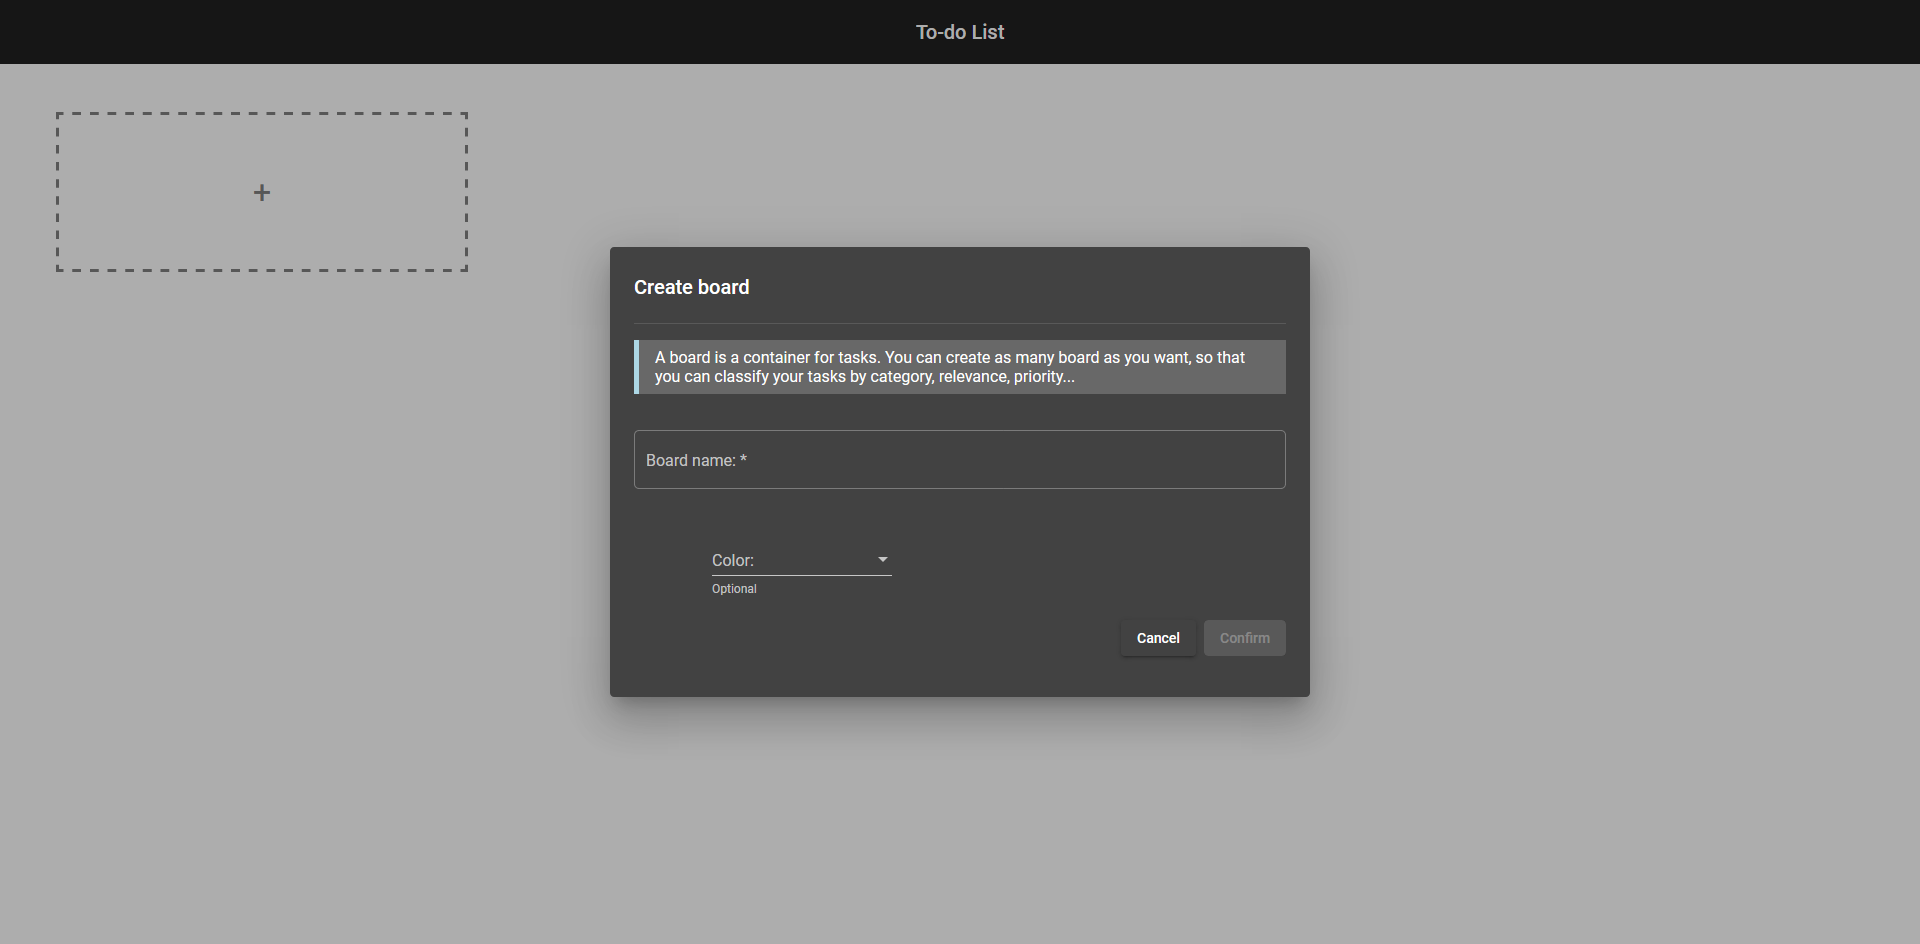 To-do List
+
Create board
A board is a container for tasks. You can create as many board as you want, so that
you can classify your tasks by category, relevance, priority...
Board name: *
Color:
Optional
Cancel
Confirm